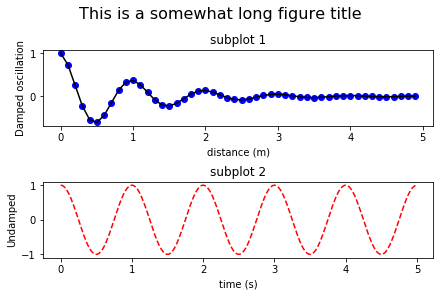 This is a somewhat long figure title
subplot 1
Damped oscillation
1
0
0 1 2 3 4 5
distance (m)
subplot 2
Undamped
1
0
−1
0 1 2 3 4 5
time (s)